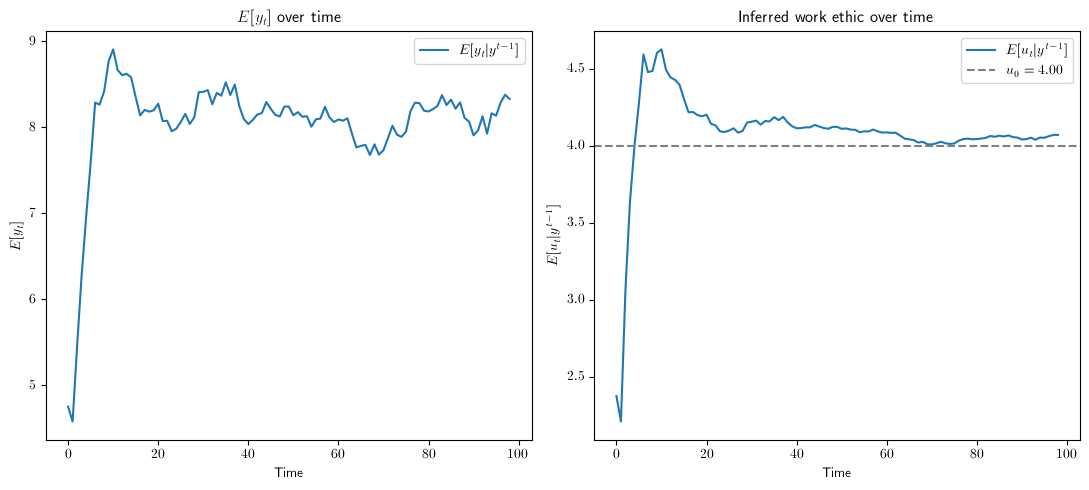 E[y_t] over time
E[y_t|y^{t-1}]
9
8
7
6
5
E[y_t]
0
20
40
60
80
100
Time
Inferred work ethic over time
E[u_t|y^{t-1}]
u_0 = 4.00
4.5
4.0
3.5
3.0
2.5
E[u_t|y^{t-1}]
0
20
40
60
80
100
Time